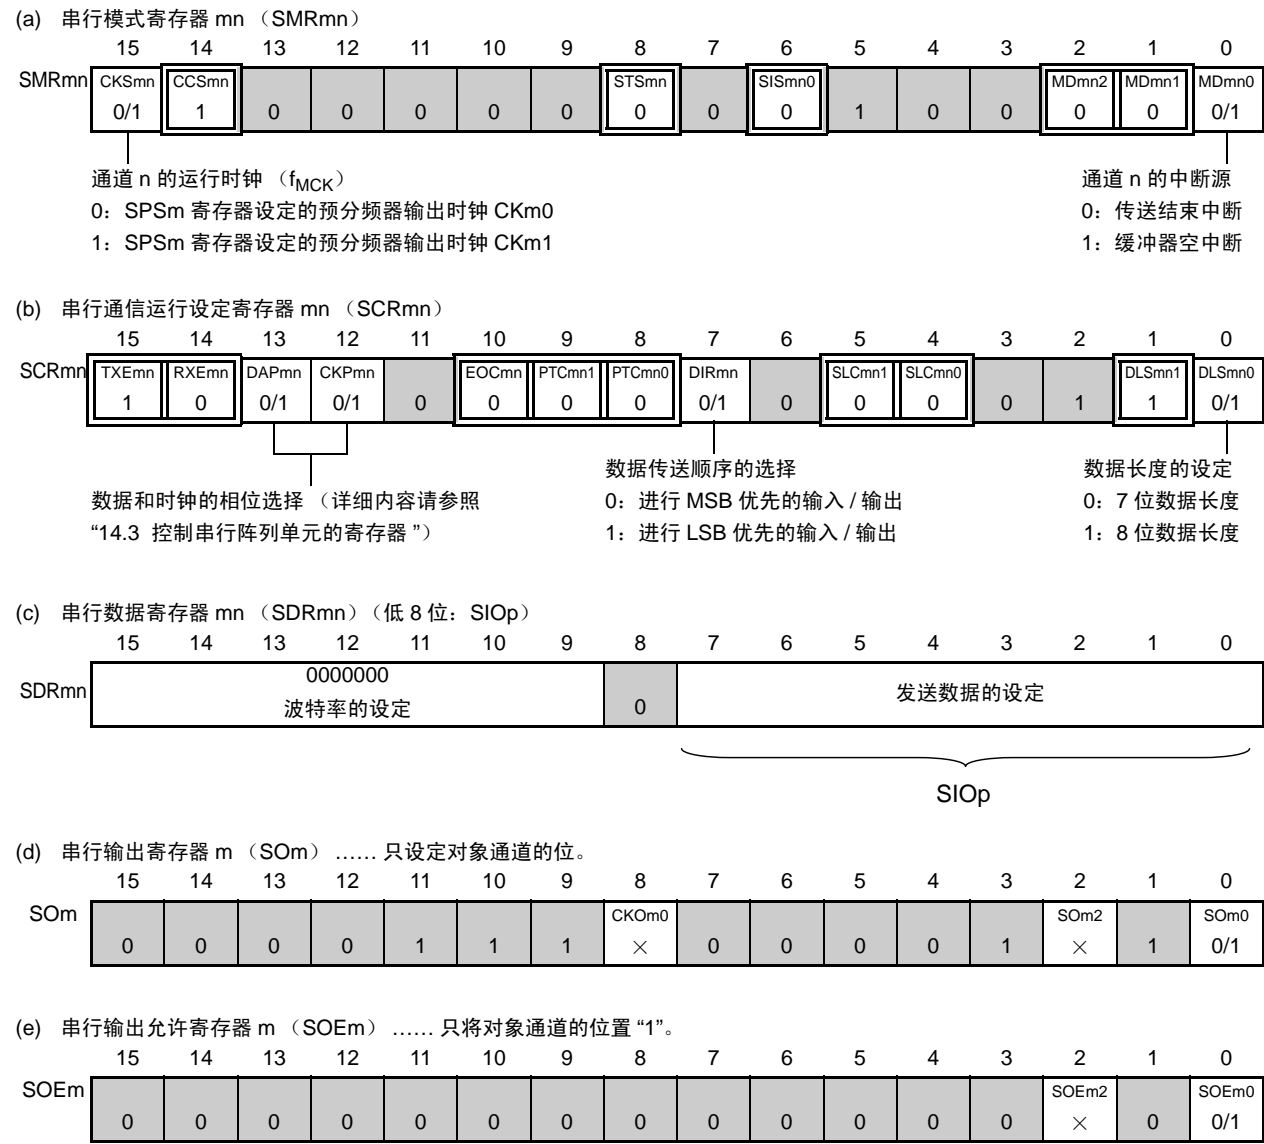 (a) 串行模式寄存器 mn （SMRmn）
15 14 13 12 11 10 9 8 7 6 5 4 3 2 1 0
SMRmn CKSmn CCSmn STSmn SISmn0 MDmn2 MDmn1 MDmn0
0/1 1 0 0 0 0 0 0 0 0 1 0 0 0 0 0/1
通道 n 的运行时钟 （fMCK） 通道 n 的中断源
0：SPSm 寄存器设定的预分频器输出时钟 CKm0 0：传送结束中断
1：SPSm 寄存器设定的预分频器输出时钟 CKm1 1：缓冲器空中断
(b) 串行通信运行设定寄存器 mn （SCRmn）
15 14 13 12 11 10 9 8 7 6 5 4 3 2 1 0
SCRmn TXEmn RXEmn DAPmn CKPmn EOCmn PTCmn1 PTCmn0 DIRmn SLCmn1 SLCmn0 DLSmn1 DLSmn0
1 0 0/1 0/1 0 0 0 0 0/1 0 0 0 0 1 1 0/1
数据传送顺序的选择 数据长度的设定
数据和时钟的相位选择 （详细内容请参照 0：进行 MSB 优先的输入 / 输出 0：7 位数据长度
“14.3 控制串行阵列单元的寄存器 ”） 1：进行 LSB 优先的输入 / 输出 1：8 位数据长度
(c) 串行数据寄存器 mn （SDRmn）（低 8 位：SIOp）
15 14 13 12 11 10 9 8 7 6 5 4 3 2 1 0
SDRmn 0000000
波特率的设定 0 发送数据的设定
SIOp
(d) 串行输出寄存器 m （SOm） …… 只设定对象通道的位。
15 14 13 12 11 10 9 8 7 6 5 4 3 2 1 0
SOm CKOm0 SOm2 SOm0
0 0 0 0 1 1 1 × 0 0 0 0 1 × 1 0/1
(e) 串行输出允许寄存器 m （SOEm） …… 只将对象通道的位置 “1”。
15 14 13 12 11 10 9 8 7 6 5 4 3 2 1 0
SOEm SOEm2 SOEm0
0 0 0 0 0 0 0 0 0 0 0 0 0 × 0 0/1